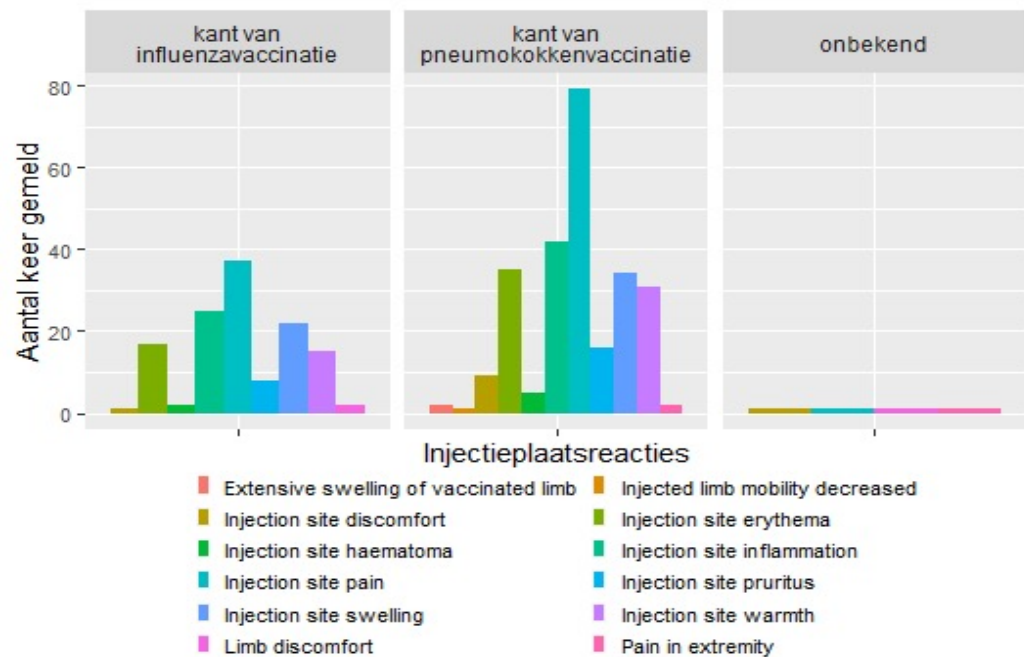 kant van
influenzavaccinatie
kant van
pneumokokkenvaccinatie
onbekend
80
60
40
20
0
Aantal keer gemeld
Injectieplaatsreacties
Extensive swelling of vaccinated limb
Injected limb mobility decreased
Injection site discomfort
Injection site erythema
Injection site haematoma
Injection site inflammation
Injection site pain
Injection site pruritus
Injection site swelling
Injection site warmth
Limb discomfort
Pain in extremity